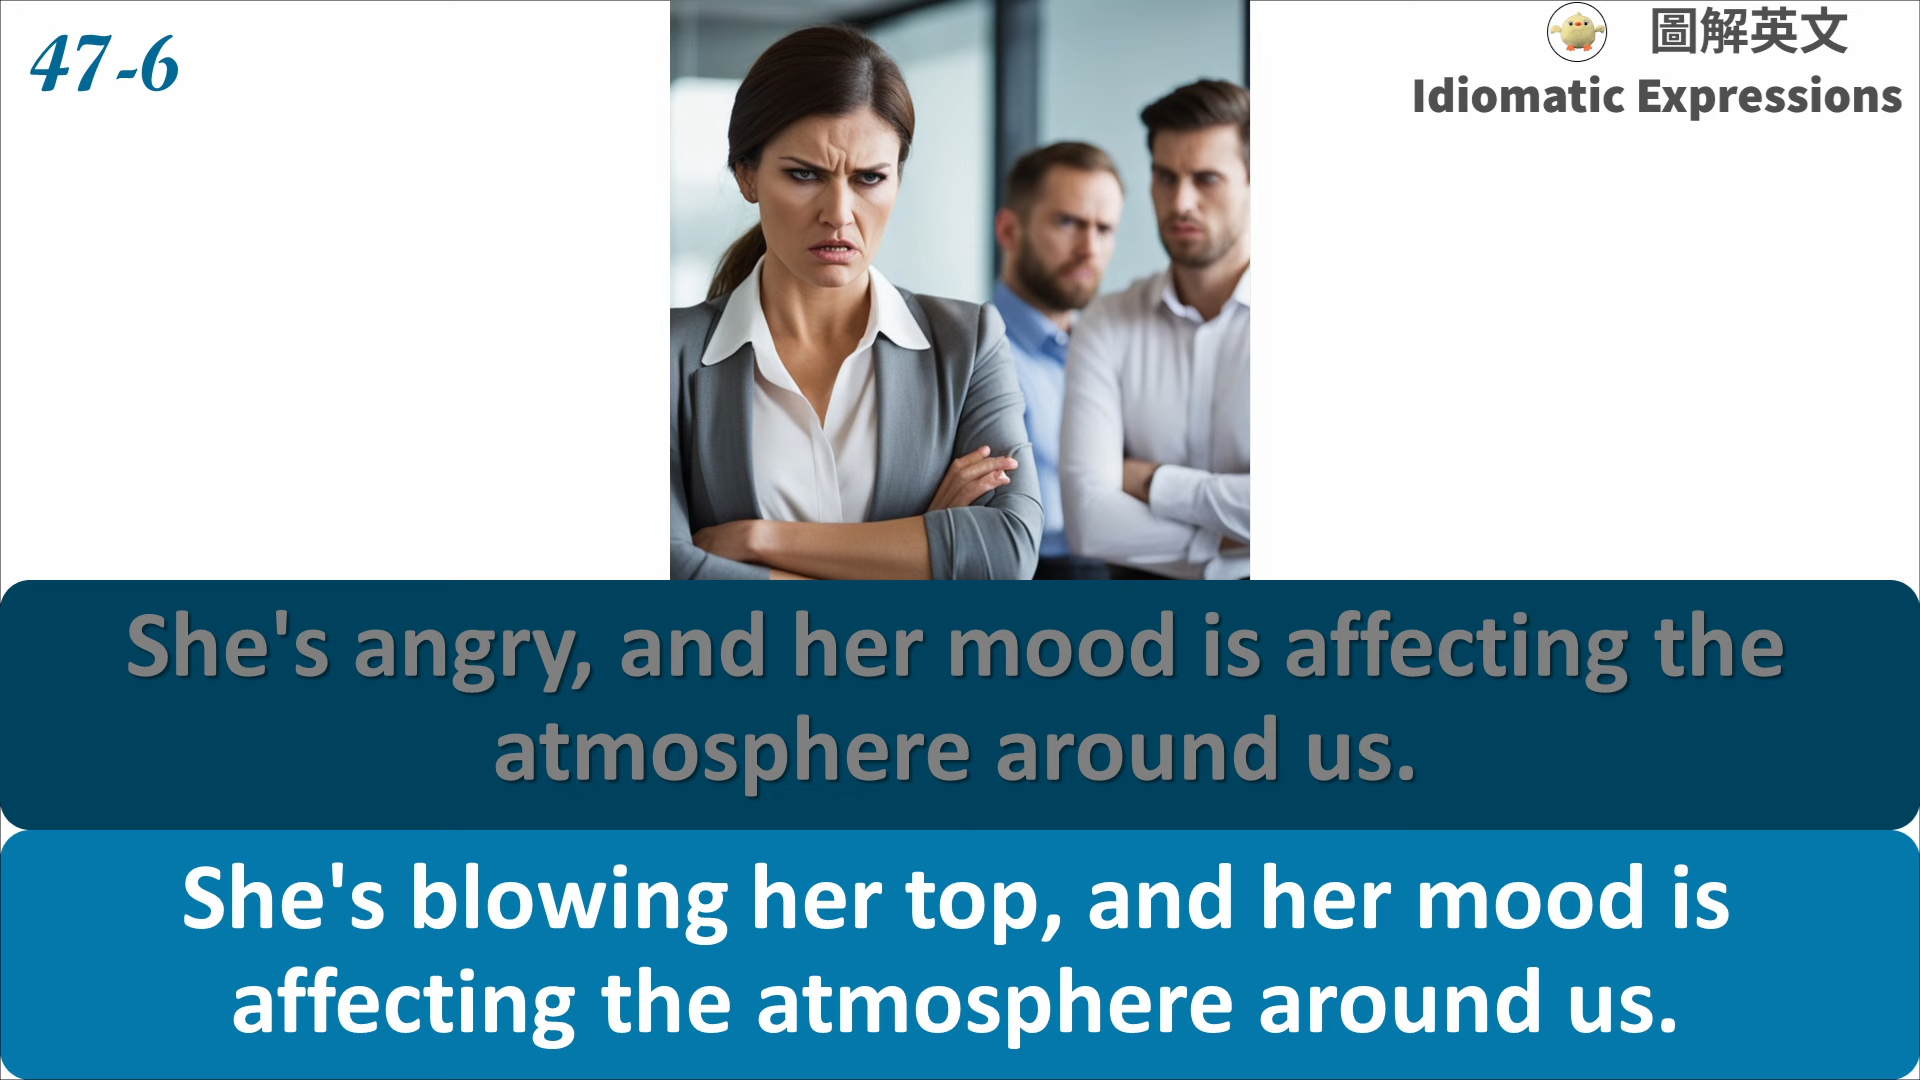 47-6
圖解英文
Idiomatic Expressions
She's angry, and her mood is affecting the
atmosphere around us.
She's blowing her top, and her mood is
affecting the atmosphere around us.